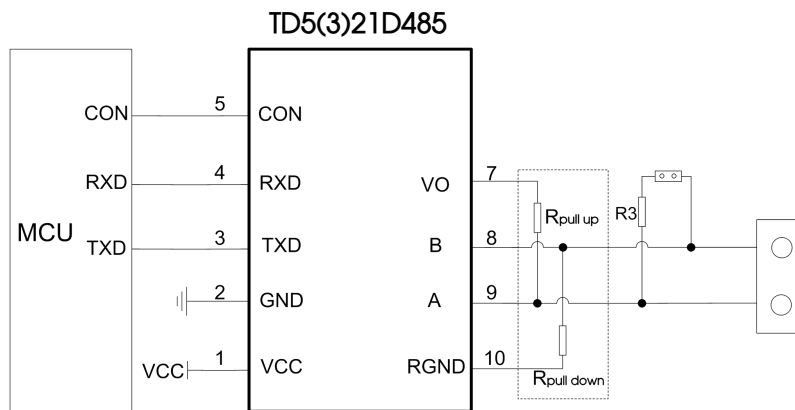 TD5(3)21D485
CON 5 CON
RXD 4 RXD VO 7
Rpull up R3
MCU TXD 3 TXD B 8
2 GND A 9
VCC 1 VCC RGND 10
Rpull down